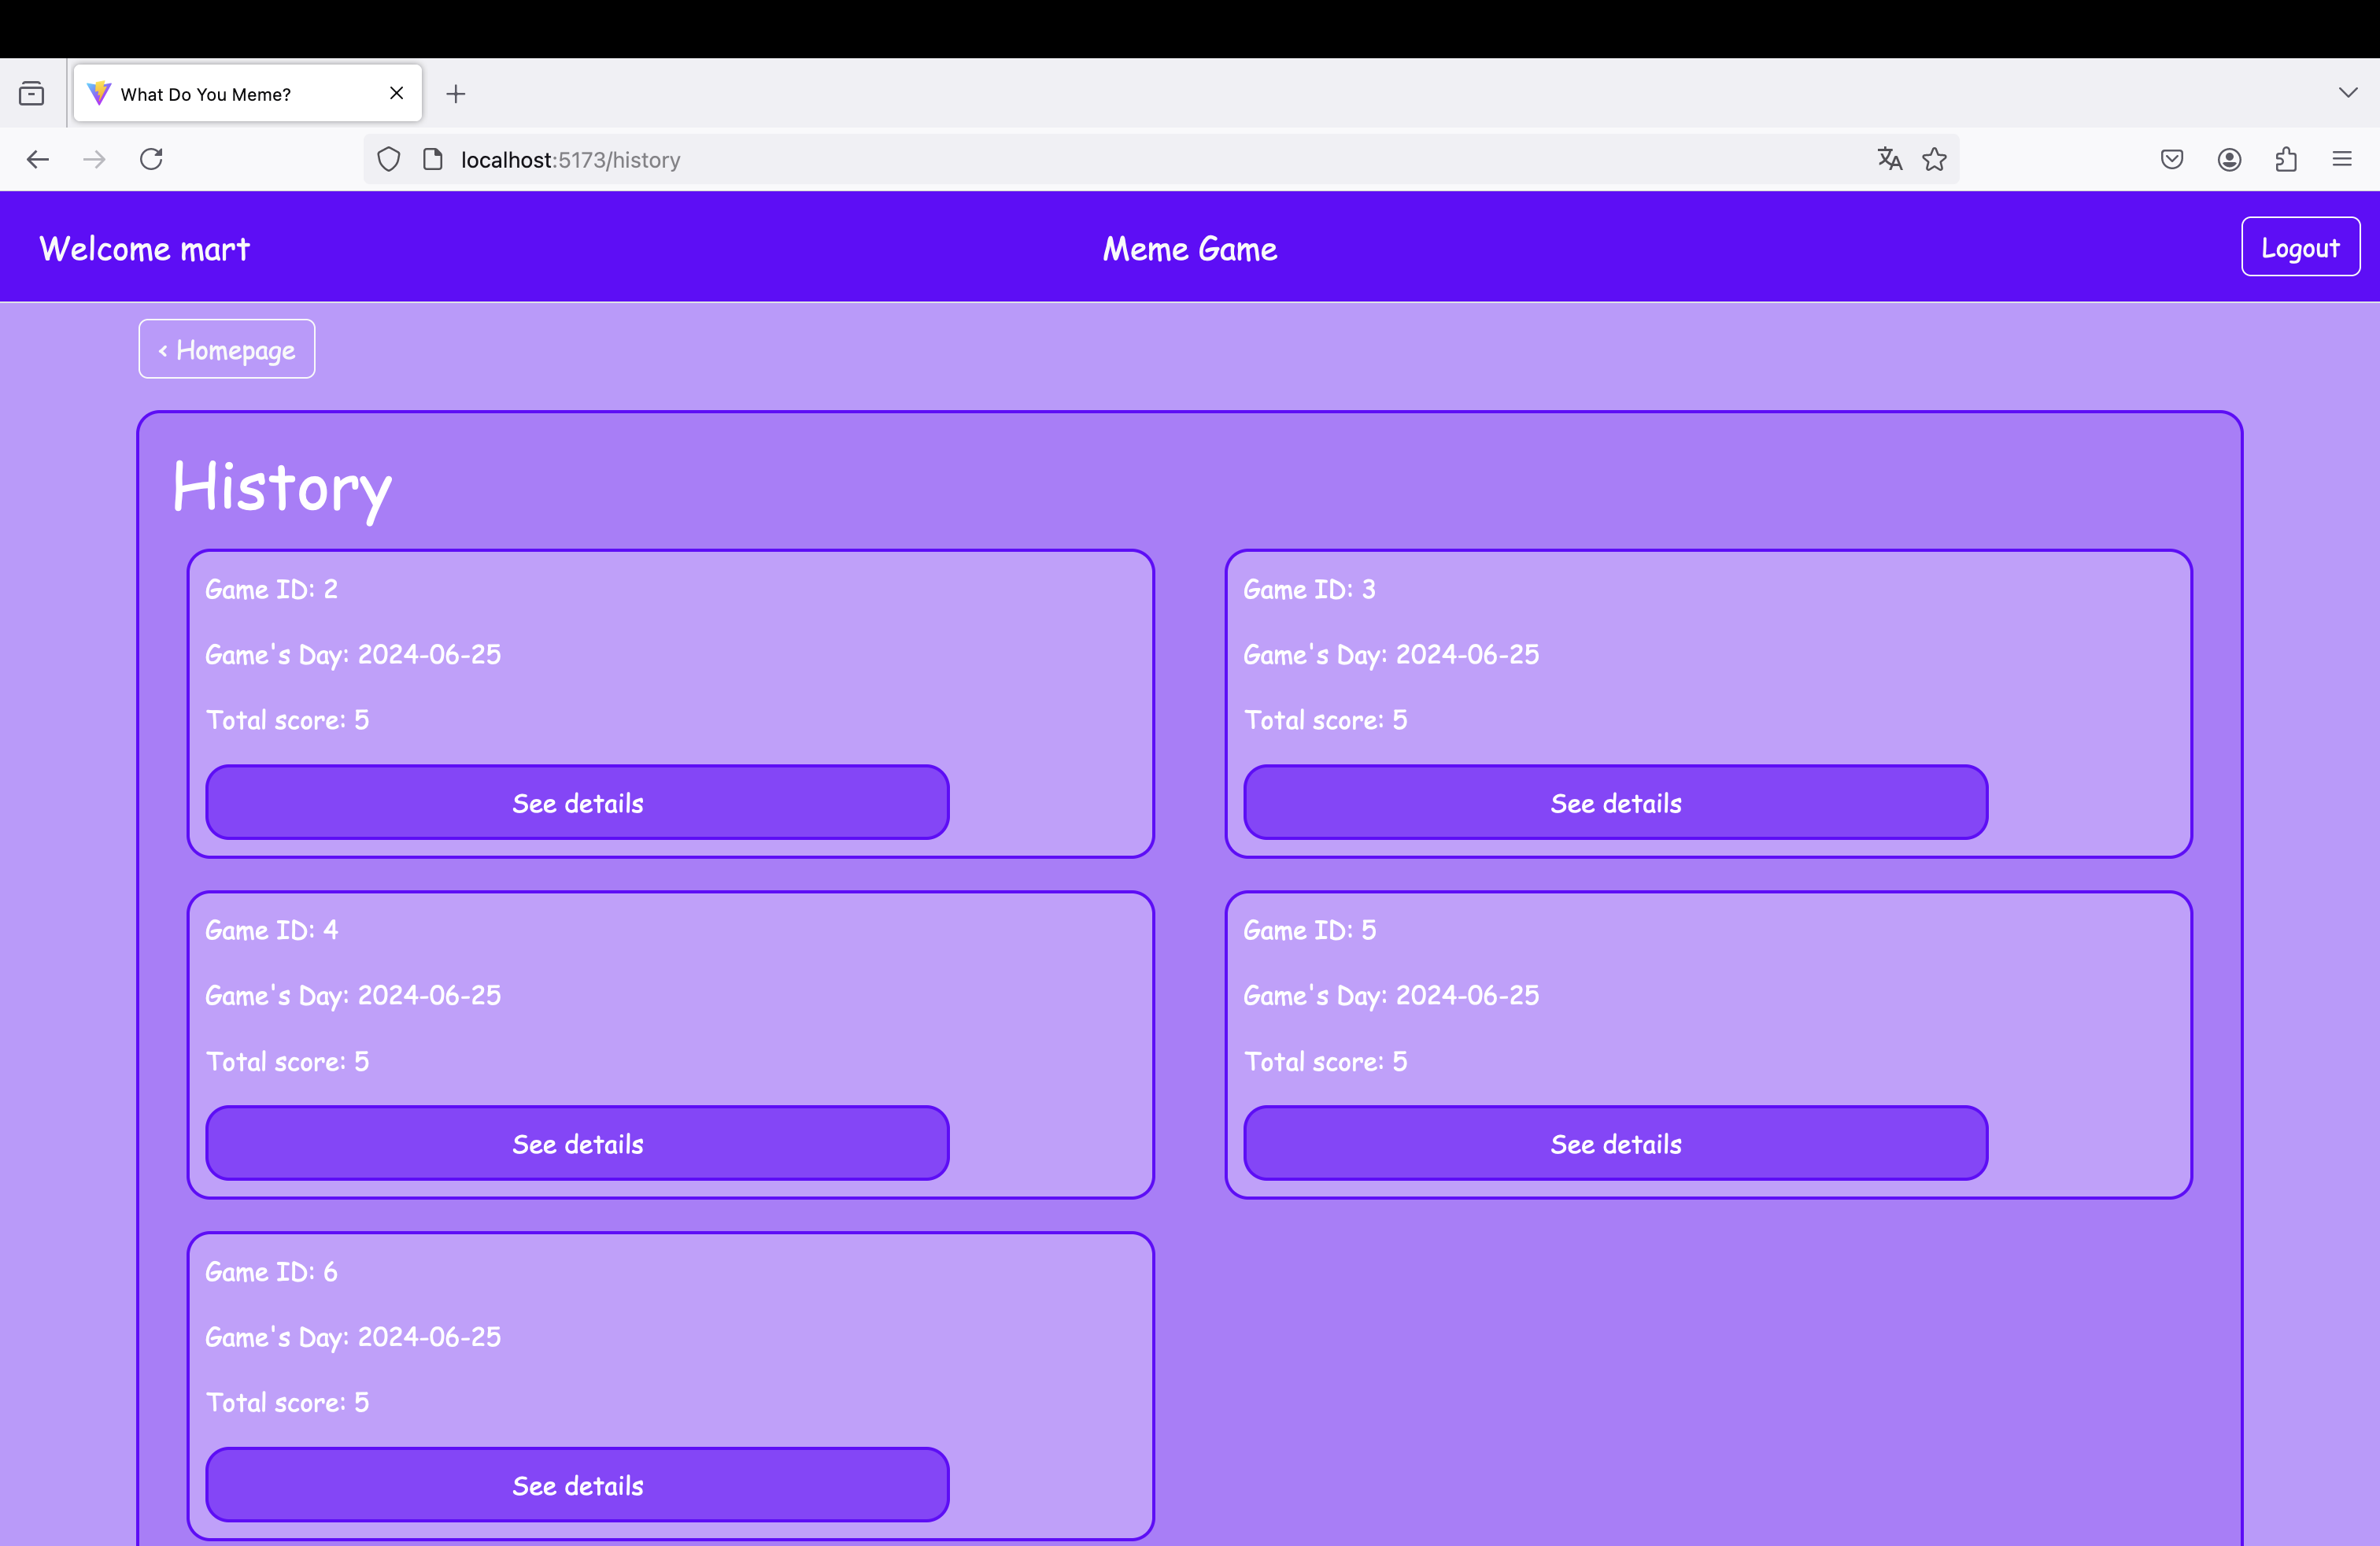 What Do You Meme?
localhost:5173/history
Welcome mart
Meme Game
Logout
< Homepage
History
Game ID: 2
Game's Day: 2024-06-25
Total score: 5
See details
Game ID: 3
Game's Day: 2024-06-25
Total score: 5
See details
Game ID: 4
Game's Day: 2024-06-25
Total score: 5
See details
Game ID: 5
Game's Day: 2024-06-25
Total score: 5
See details
Game ID: 6
Game's Day: 2024-06-25
Total score: 5
See details